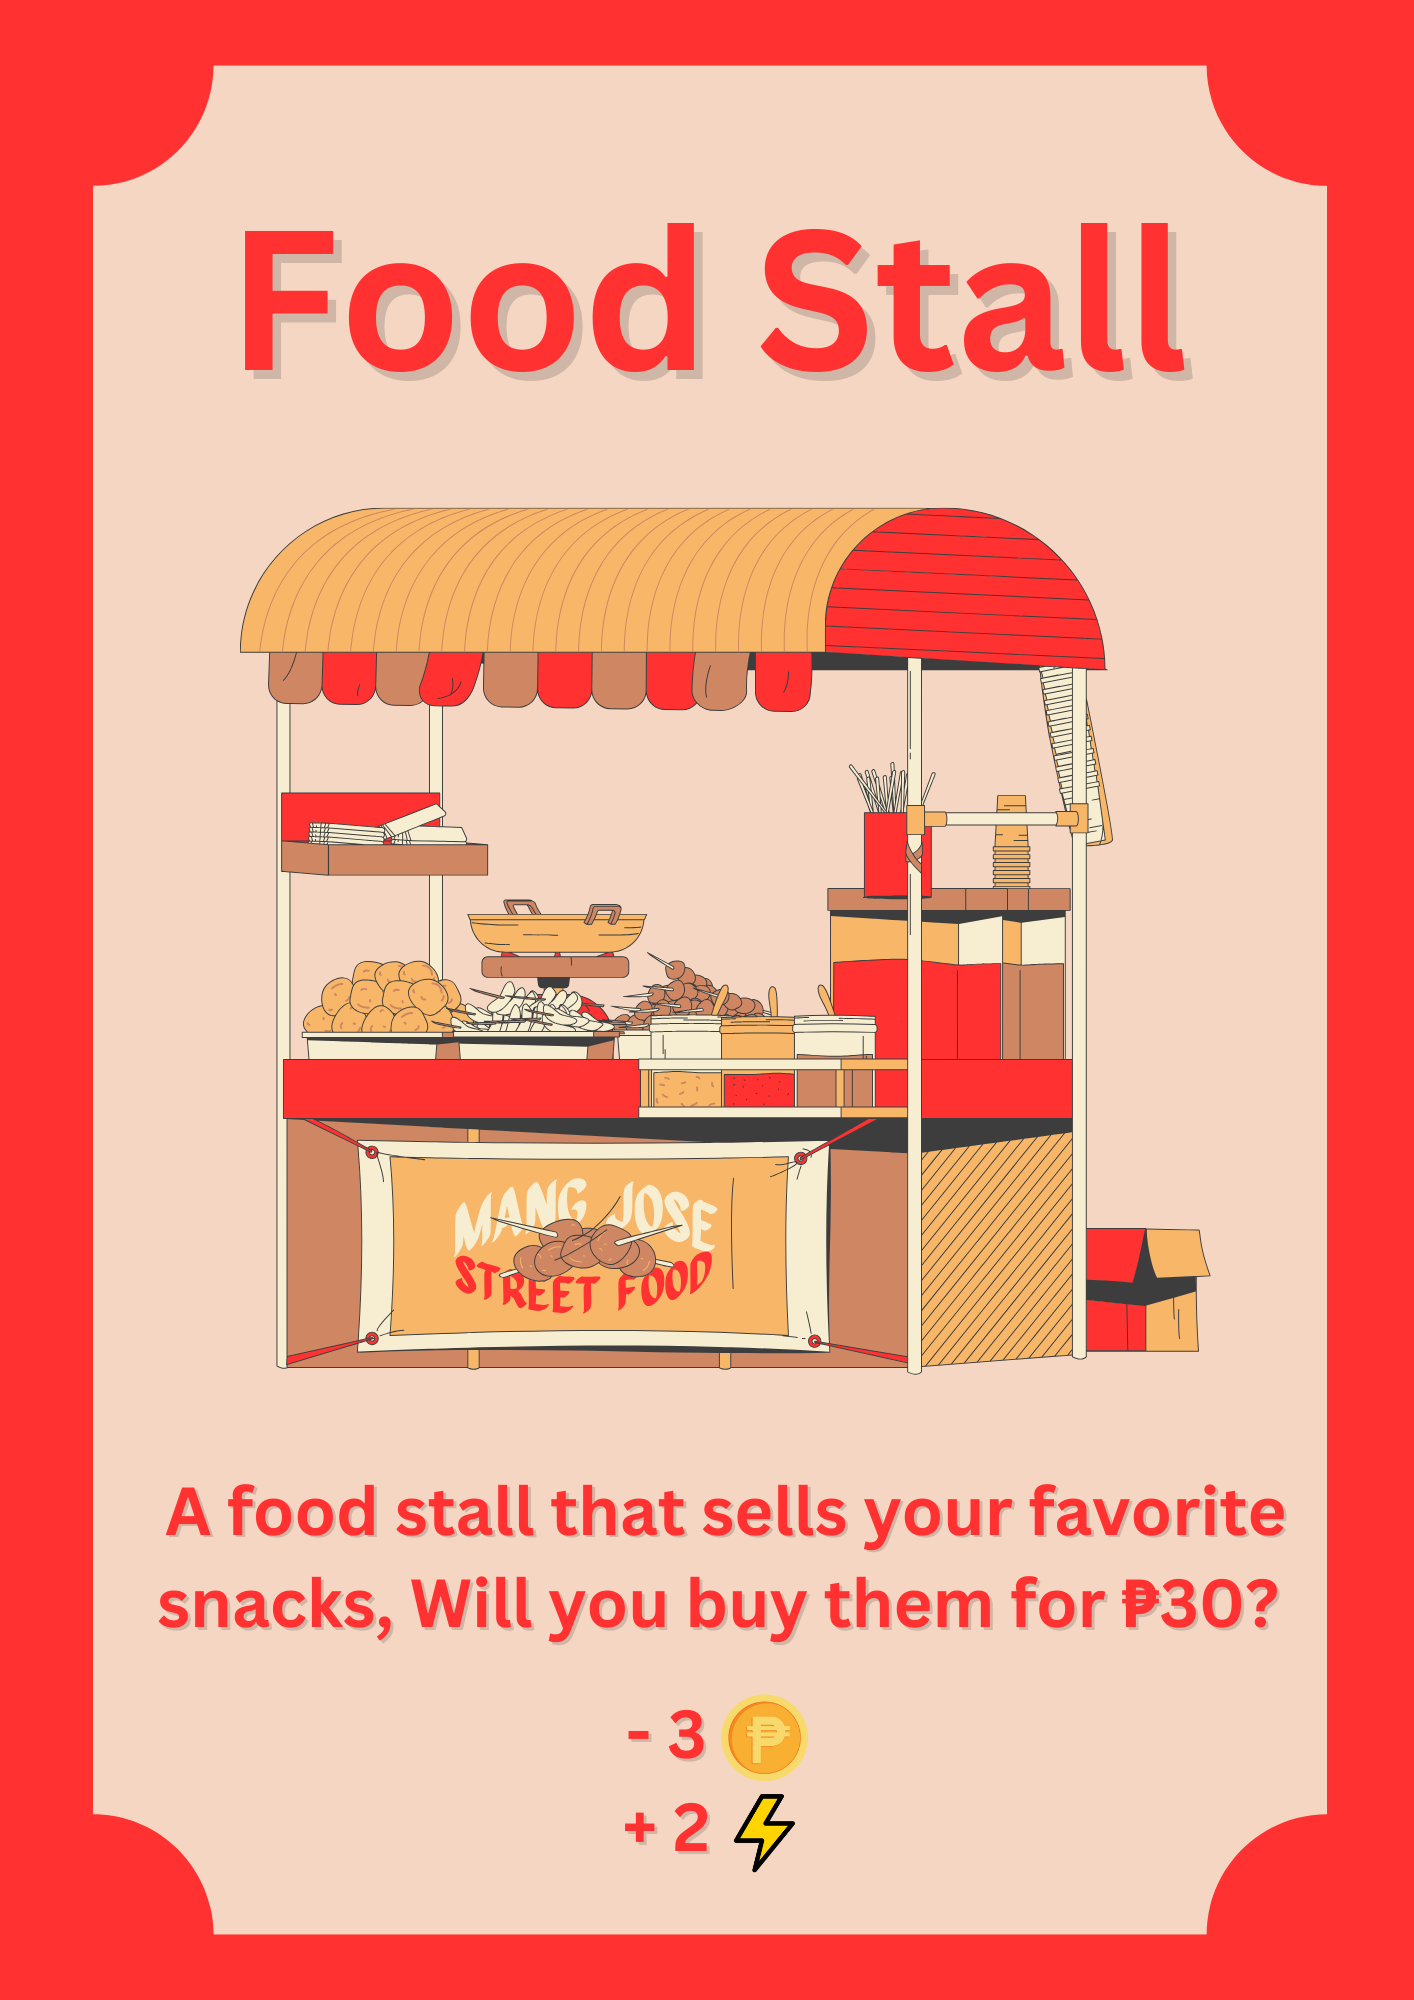 Food Stall
MANG JOSE
STREET FOOD
A food stall that sells your favorite
snacks, Will you buy them for ₱30?
- 3 ₱
+ 2